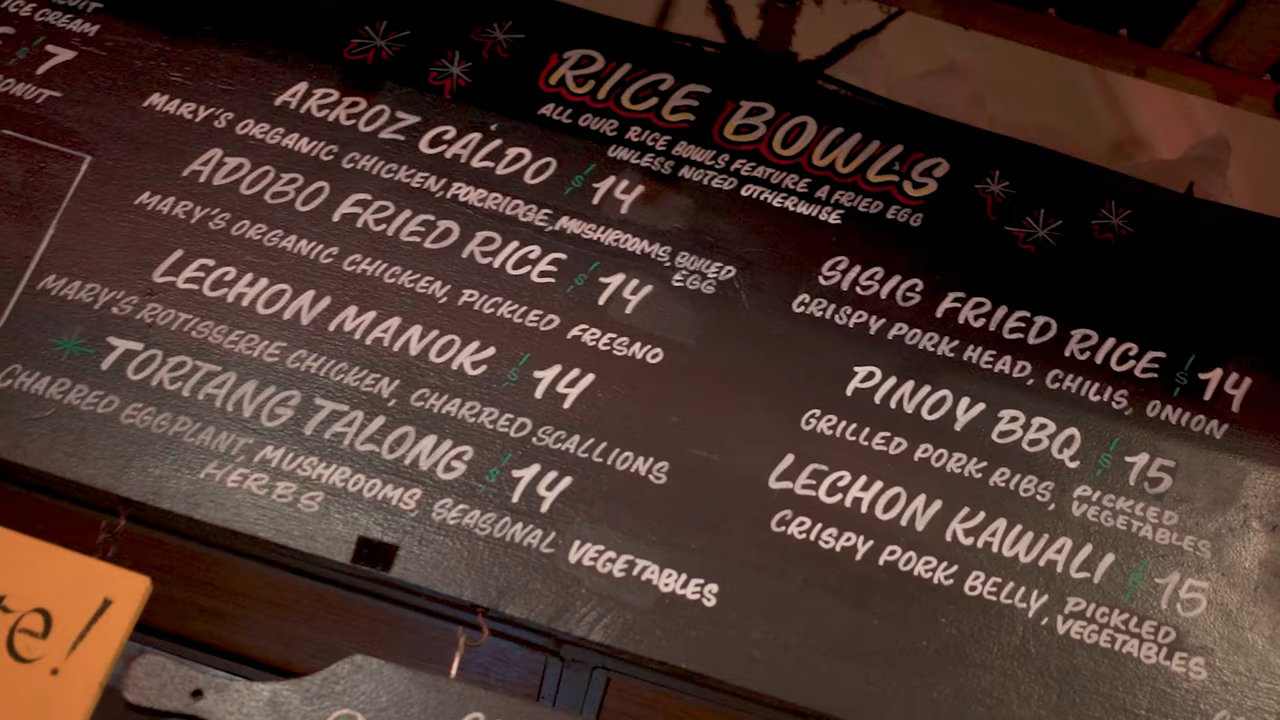 ICE CREAM
$7
RICE BOWLS
ALL OUR RICE BOWLS FEATURE A FRIED EGG
UNLESS NOTED OTHERWISE
ARROZ CALDO $14
MARY'S ORGANIC CHICKEN, PORRIDGE, MUSHROOMS, BOILED
EGG
ADOBO FRIED RICE $14
MARY'S ORGANIC CHICKEN, PICKLED FRESNO
LECHON MANOK $14
MARY'S ROTISSERIE CHICKEN, CHARRED SCALLIONS
TORTANG TALONG $14
CHARRED EGGPLANT, MUSHROOMS, SEASONAL VEGETABLES
HERBS
SISIG FRIED RICE $14
CRISPY PORK HEAD, CHILIS, ONION
PINOY BBQ $15
GRILLED PORK RIBS, PICKLED
VEGETABLES
LECHON KAWALI $15
CRISPY PORK BELLY, PICKLED
VEGETABLES